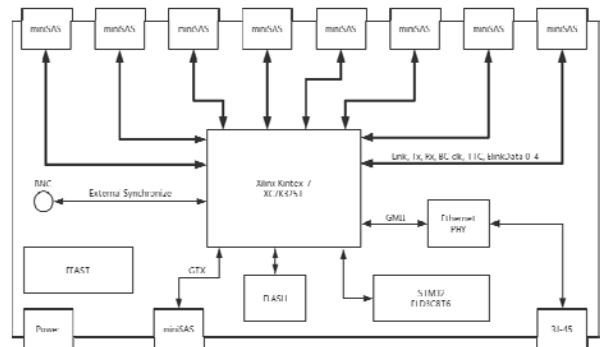 miniSAS
miniSAS
miniSAS
miniSAS
miniSAS
miniSAS
miniSAS
miniSAS
Xilinx Kintex 7
Link, Tx, Rx, BC clk, TTC, ElinkData 0-4
BNC
External Synchronize
GMII
Ethernet
PHY
GTX
FLASH
STM32
Power
miniSAS
RJ-45